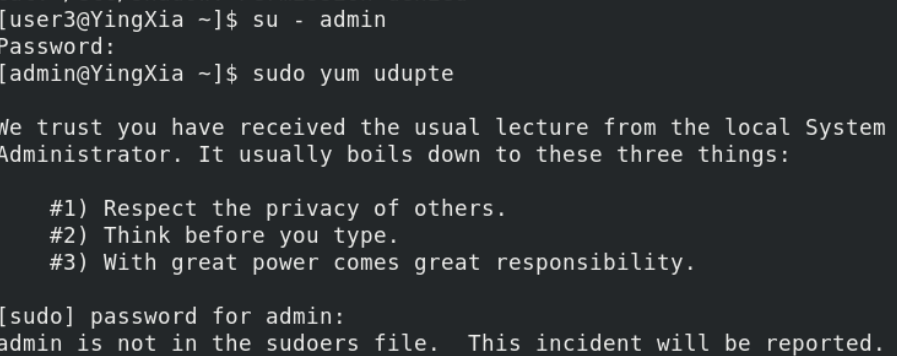 [user3@YingXia ~]$ su - admin
Password:
[admin@YingXia ~]$ sudo yum udupte
We trust you have received the usual lecture from the local System
Administrator. It usually boils down to these three things:
#1) Respect the privacy of others.
#2) Think before you type.
#3) With great power comes great responsibility.
[sudo] password for admin:
admin is not in the sudoers file.  This incident will be reported.